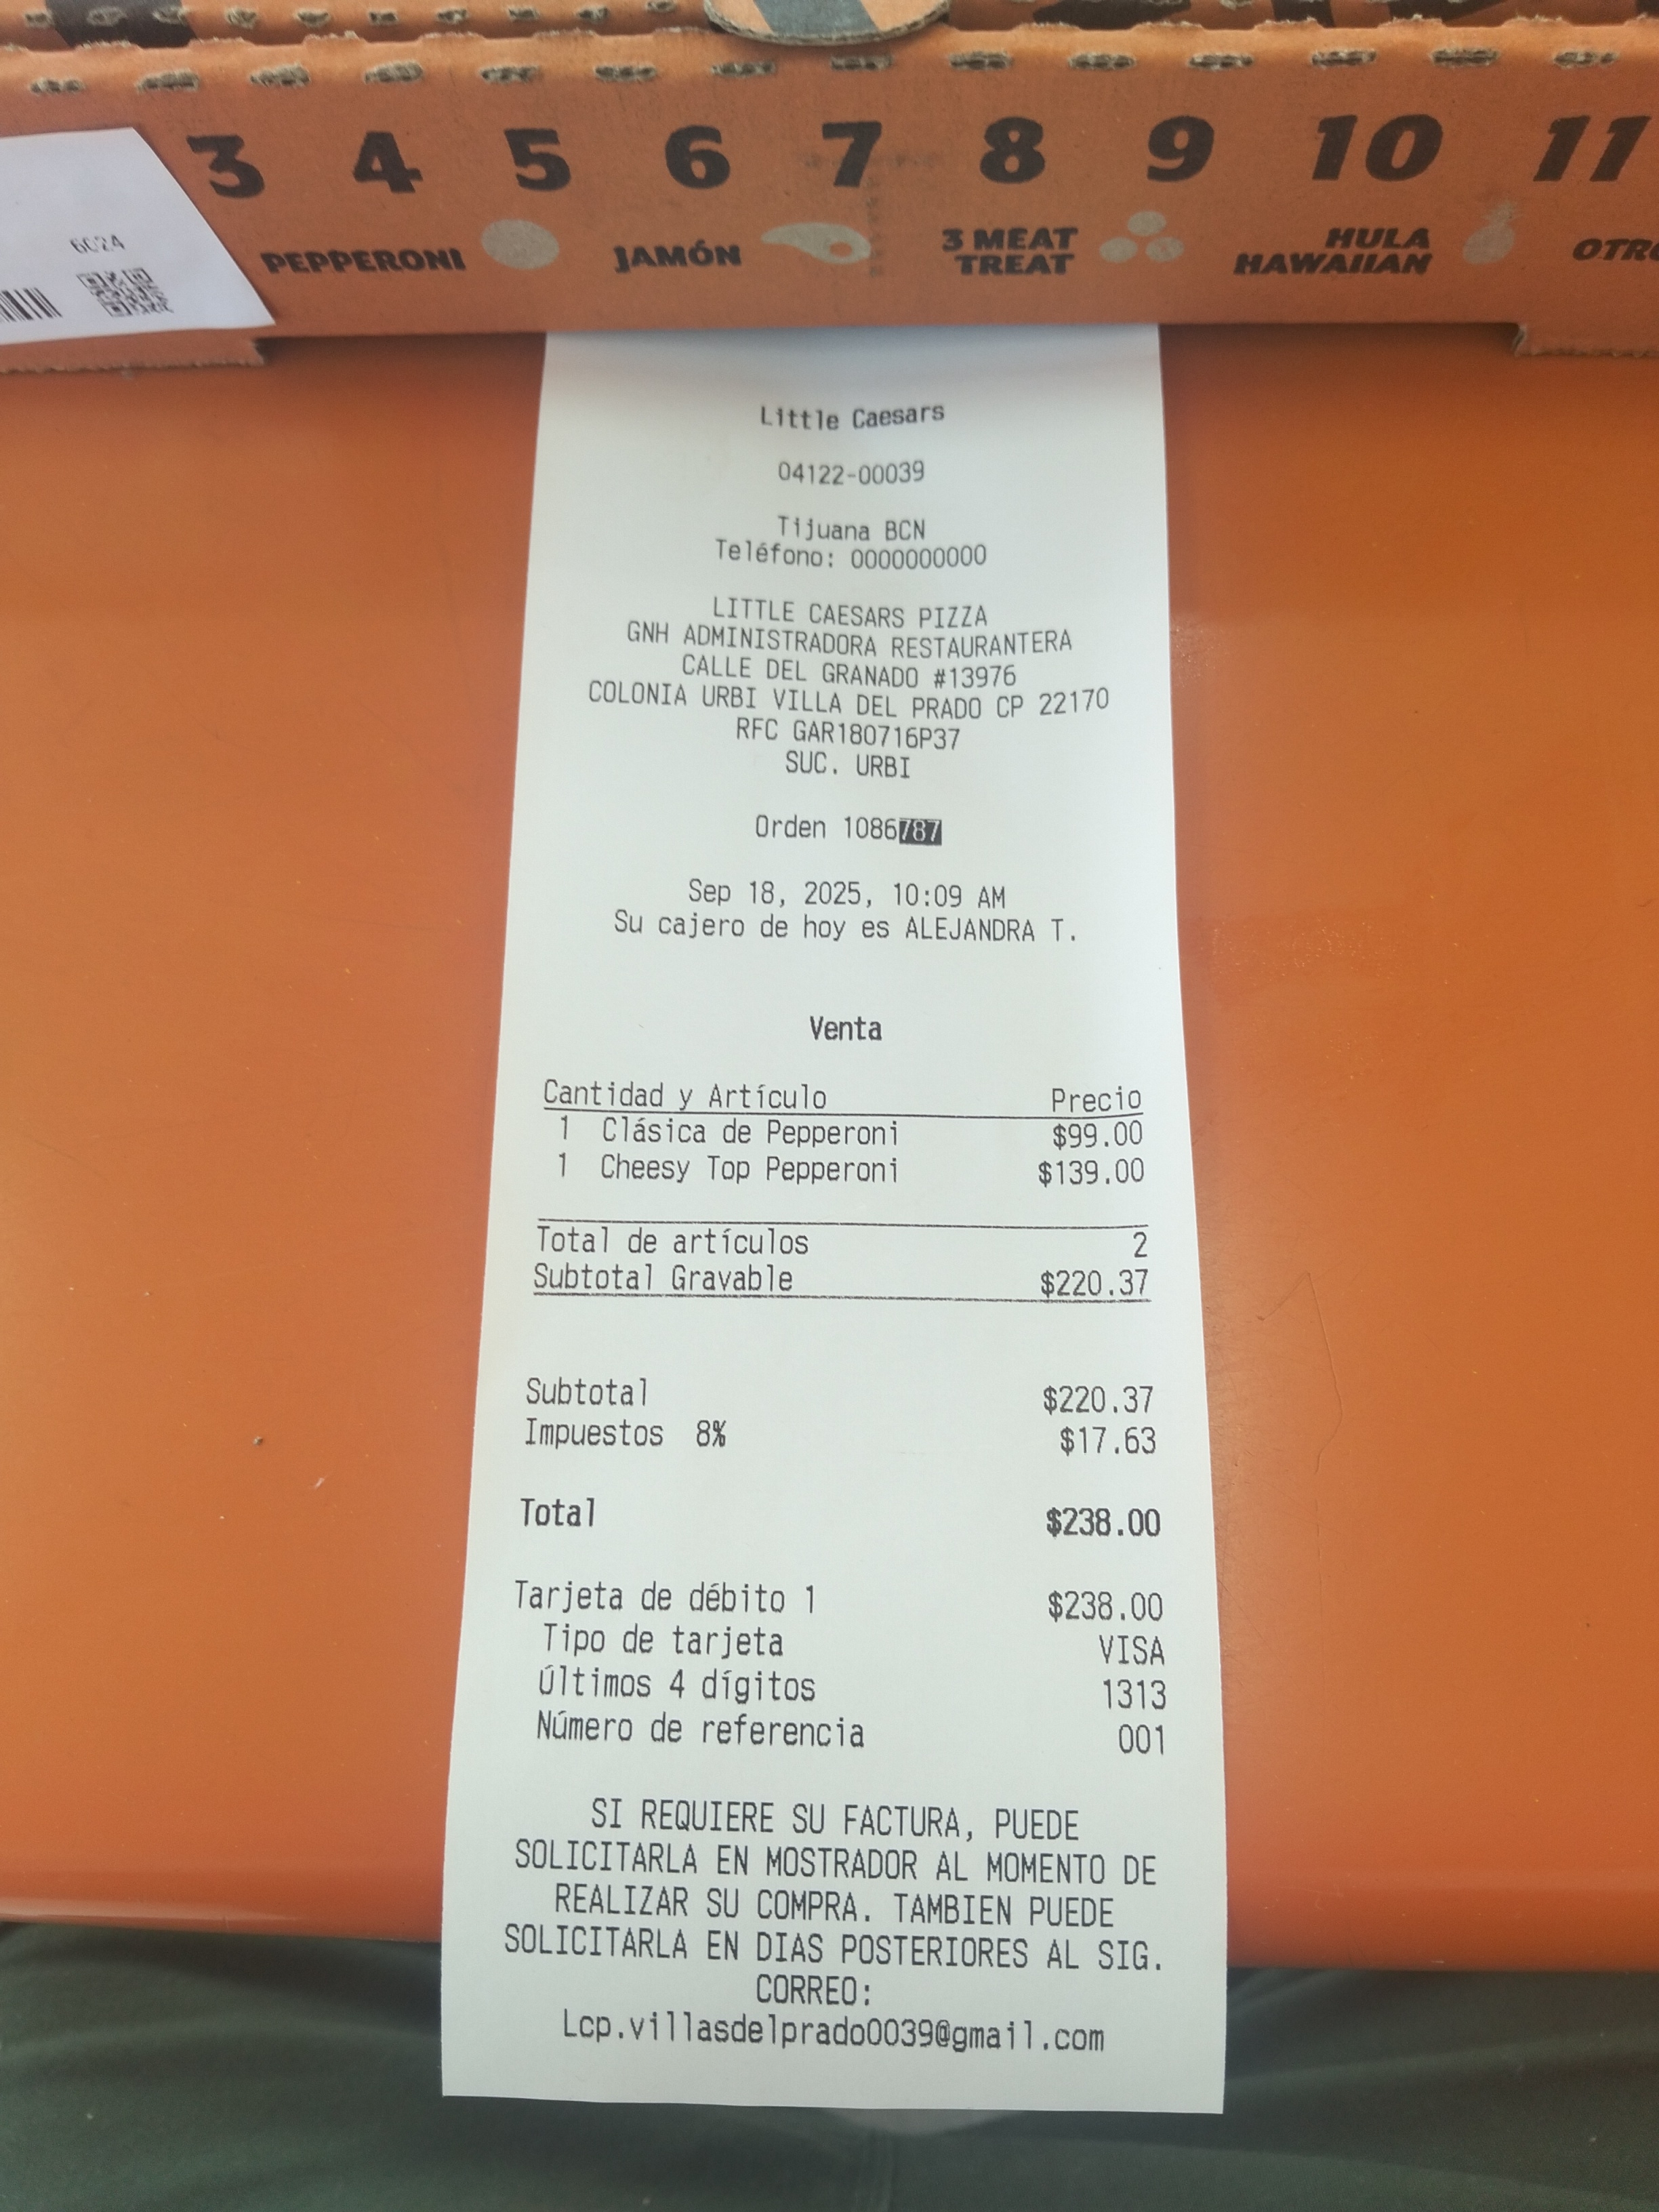 3 4 5 6 7 8 9 10 11
PEPPERONI JAMÓN 3 MEAT TREAT HULA HAWAIIAN
6024
Little Caesars
04122-00039
Tijuana BCN
Teléfono: 0000000000
LITTLE CAESARS PIZZA
GNH ADMINISTRADORA RESTAURANTERA
CALLE DEL GRANADO #13976
COLONIA URBI VILLA DEL PRADO CP 22170
RFC GAR180716P37
SUC. URBI
Orden 1086787
Sep 18, 2025, 10:09 AM
Su cajero de hoy es ALEJANDRA T.
Venta
Cantidad y Artículo Precio
1 Clásica de Pepperoni $99.00
1 Cheesy Top Pepperoni $139.00
Total de artículos 2
Subtotal Gravable $220.37
Subtotal $220.37
Impuestos 8% $17.63
Total $238.00
Tarjeta de débito 1 $238.00
Tipo de tarjeta VISA
Últimos 4 dígitos 1313
Número de referencia 001
SI REQUIERE SU FACTURA, PUEDE
SOLICITARLA EN MOSTRADOR AL MOMENTO DE
REALIZAR SU COMPRA. TAMBIEN PUEDE
SOLICITARLA EN DIAS POSTERIORES AL SIG.
CORREO:
Lcp.villasdelprado0039@gmail.com